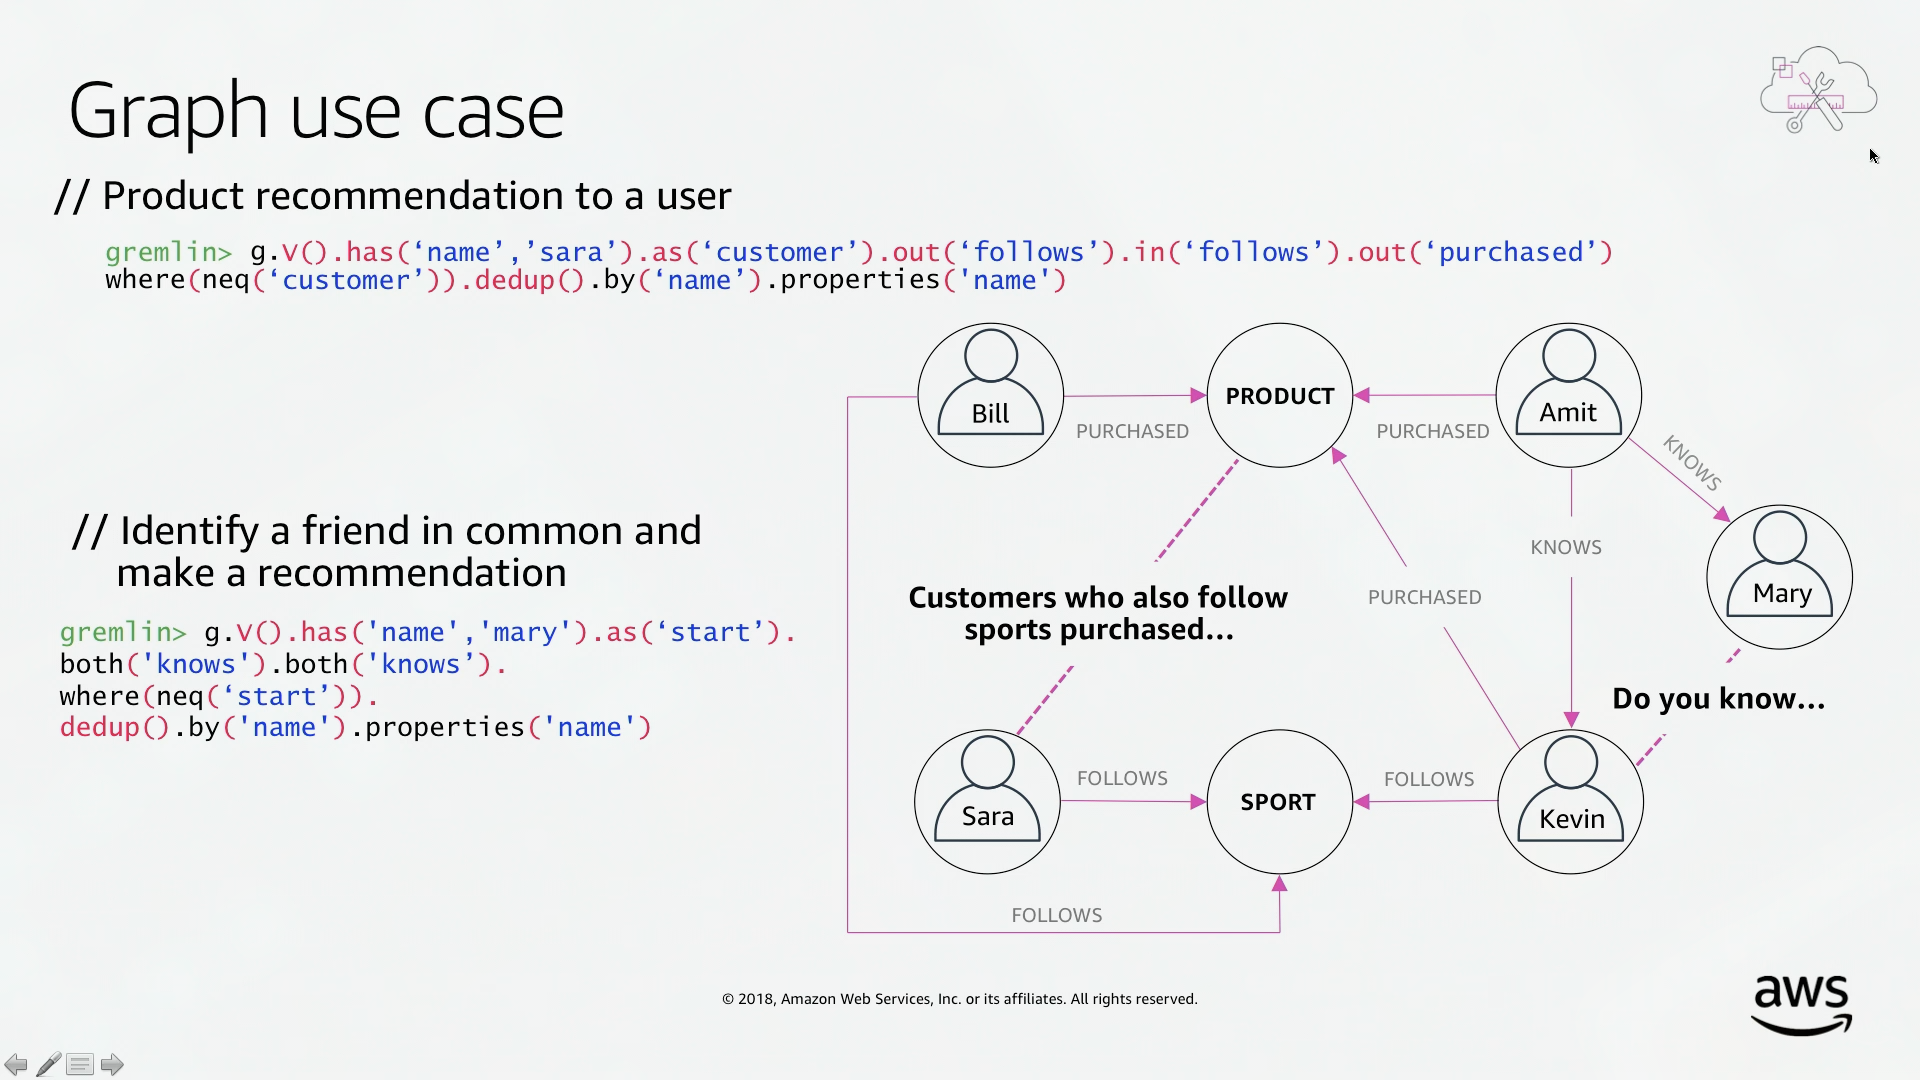 Graph use case
// Product recommendation to a user
gremlin> g.V().has(‘name’,’sara’).as(‘customer’).out(‘follows’).in(‘follows’).out(‘purchased’)
where(neq(‘customer’)).dedup().by(‘name’).properties('name')
// Identify a friend in common and
make a recommendation
gremlin> g.V().has('name','mary').as(‘start’).
both('knows').both('knows’).
where(neq(‘start’)).
dedup().by('name').properties('name')
Bill
PURCHASED
PRODUCT
PURCHASED
Amit
KNOWS
KNOWS
Mary
Customers who also follow
sports purchased...
PURCHASED
Do you know...
Sara
FOLLOWS
SPORT
FOLLOWS
Kevin
FOLLOWS
© 2018, Amazon Web Services, Inc. or its affiliates. All rights reserved.
aws